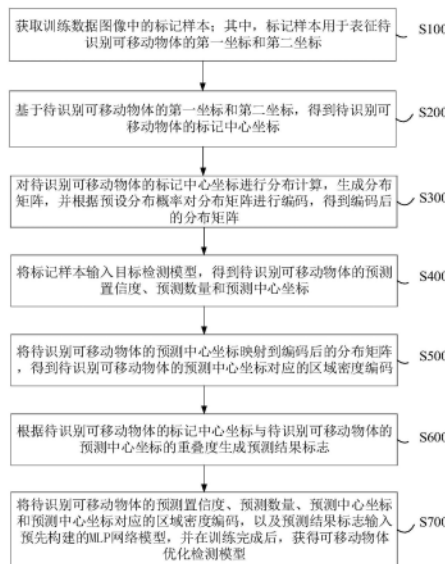 获取训练数据图像中的标记样本；其中，标记样本用于表征待
识别可移动物体的第一坐标和第二坐标
S100
基于待识别可移动物体的第一坐标和第二坐标，得到待识别可
移动物体的标记中心坐标
S200
对待识别可移动物体的标记中心坐标进行分布计算，生成分布
矩阵，并根据预设分布概率对分布矩阵进行编码，得到编码后
的分布矩阵
S300
将标记样本输入目标检测模型，得到待识别可移动物体的预测
置信度、预测数量和预测中心坐标
S400
将待识别可移动物体的预测中心坐标映射到编码后的分布矩阵
，得到待识别可移动物体的预测中心坐标对应的区域密度编码
S500
根据待识别可移动物体的标记中心坐标与待识别可移动物体的
预测中心坐标的重叠度生成预测结果标志
S600
将待识别可移动物体的预测置信度、预测数量、预测中心坐标
和预测中心坐标对应的区域密度编码，以及预测结果标志输入
预先构建的MLP网络模型，并在训练完成后，获得可移动物体
优化检测模型
S700